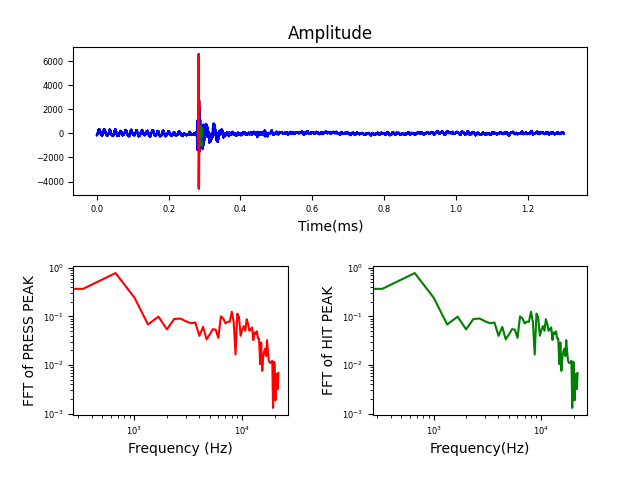 Amplitude
6000
4000
2000
0
−2000
−4000
0.0 0.2 0.4 0.6 0.8 1.0 1.2
Time(ms)
FFT of PRESS PEAK
10⁰
10⁻¹
10⁻²
10⁻³
10³ 10⁴
Frequency (Hz)
FFT of HIT PEAK
10⁰
10⁻¹
10⁻²
10⁻³
10³ 10⁴
Frequency(Hz)